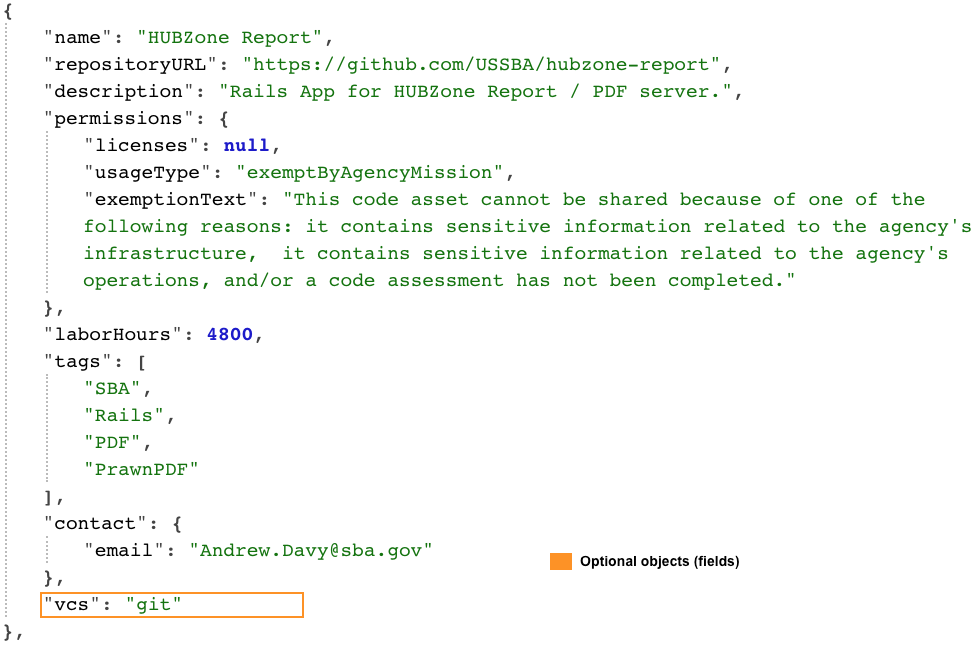 {
"name": "HUBZone Report",
"repositoryURL": "https://github.com/USSBA/hubzone-report",
"description": "Rails App for HUBZone Report / PDF server.",
"permissions": {
"licenses": null,
"usageType": "exemptByAgencyMission",
"exemptionText": "This code asset cannot be shared because of one of the
following reasons: it contains sensitive information related to the agency's
infrastructure,  it contains sensitive information related to the agency's
operations, and/or a code assessment has not been completed."
},
"laborHours": 4800,
"tags": [
"SBA",
"Rails",
"PDF",
"PrawnPDF"
],
"contact": {
"email": "Andrew.Davy@sba.gov"
Optional objects (fields)
},
"vcs": "git"
},